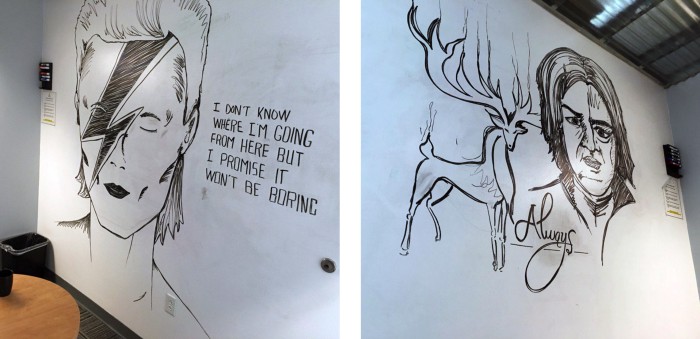 I DON'T KNOW
WHERE I'M GOING
FROM HERE BUT
I PROMISE IT
WON'T BE BORING
Always